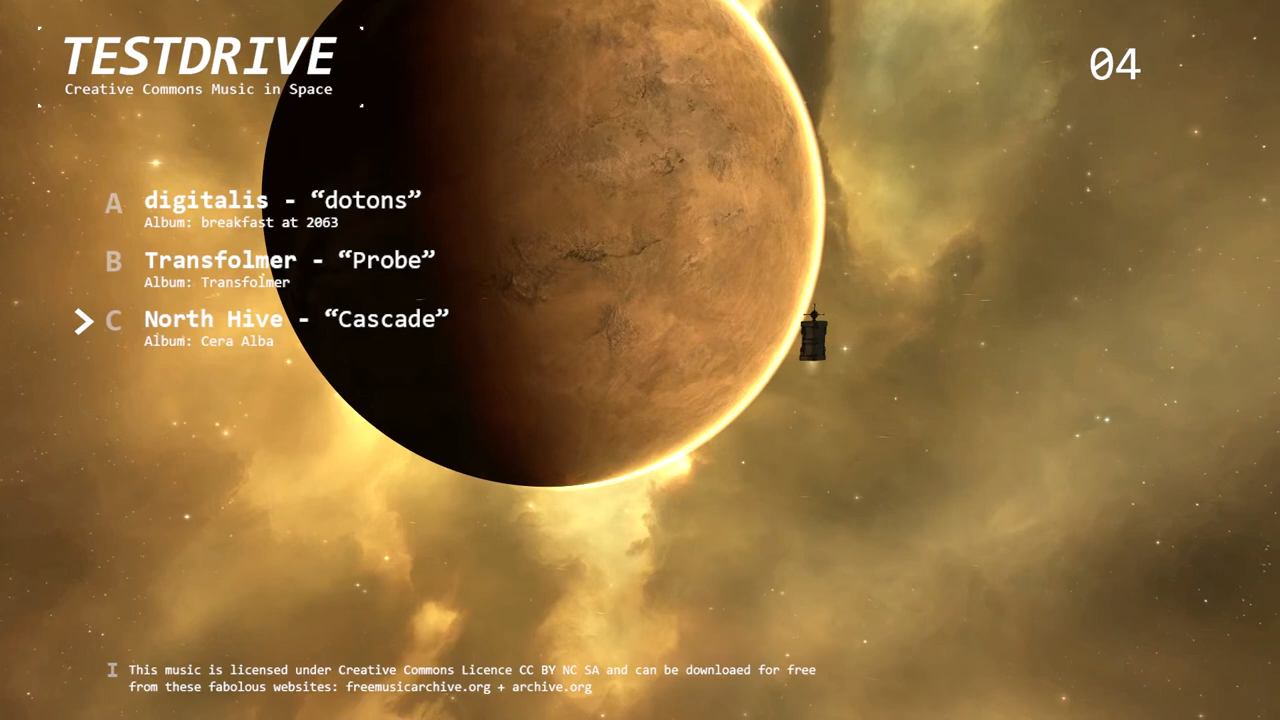 TESTDRIVE
Creative Commons Music in Space
04
A digitalis - “dotons”
Album: breakfast at 2063
B Transfolmer - “Probe”
Album: Transfolmer
C North Hive - “Cascade”
Album: Cera Alba
I This music is licensed under Creative Commons Licence CC BY NC SA and can be downloaed for free
from these fabolous websites: freemusicarchive.org + archive.org